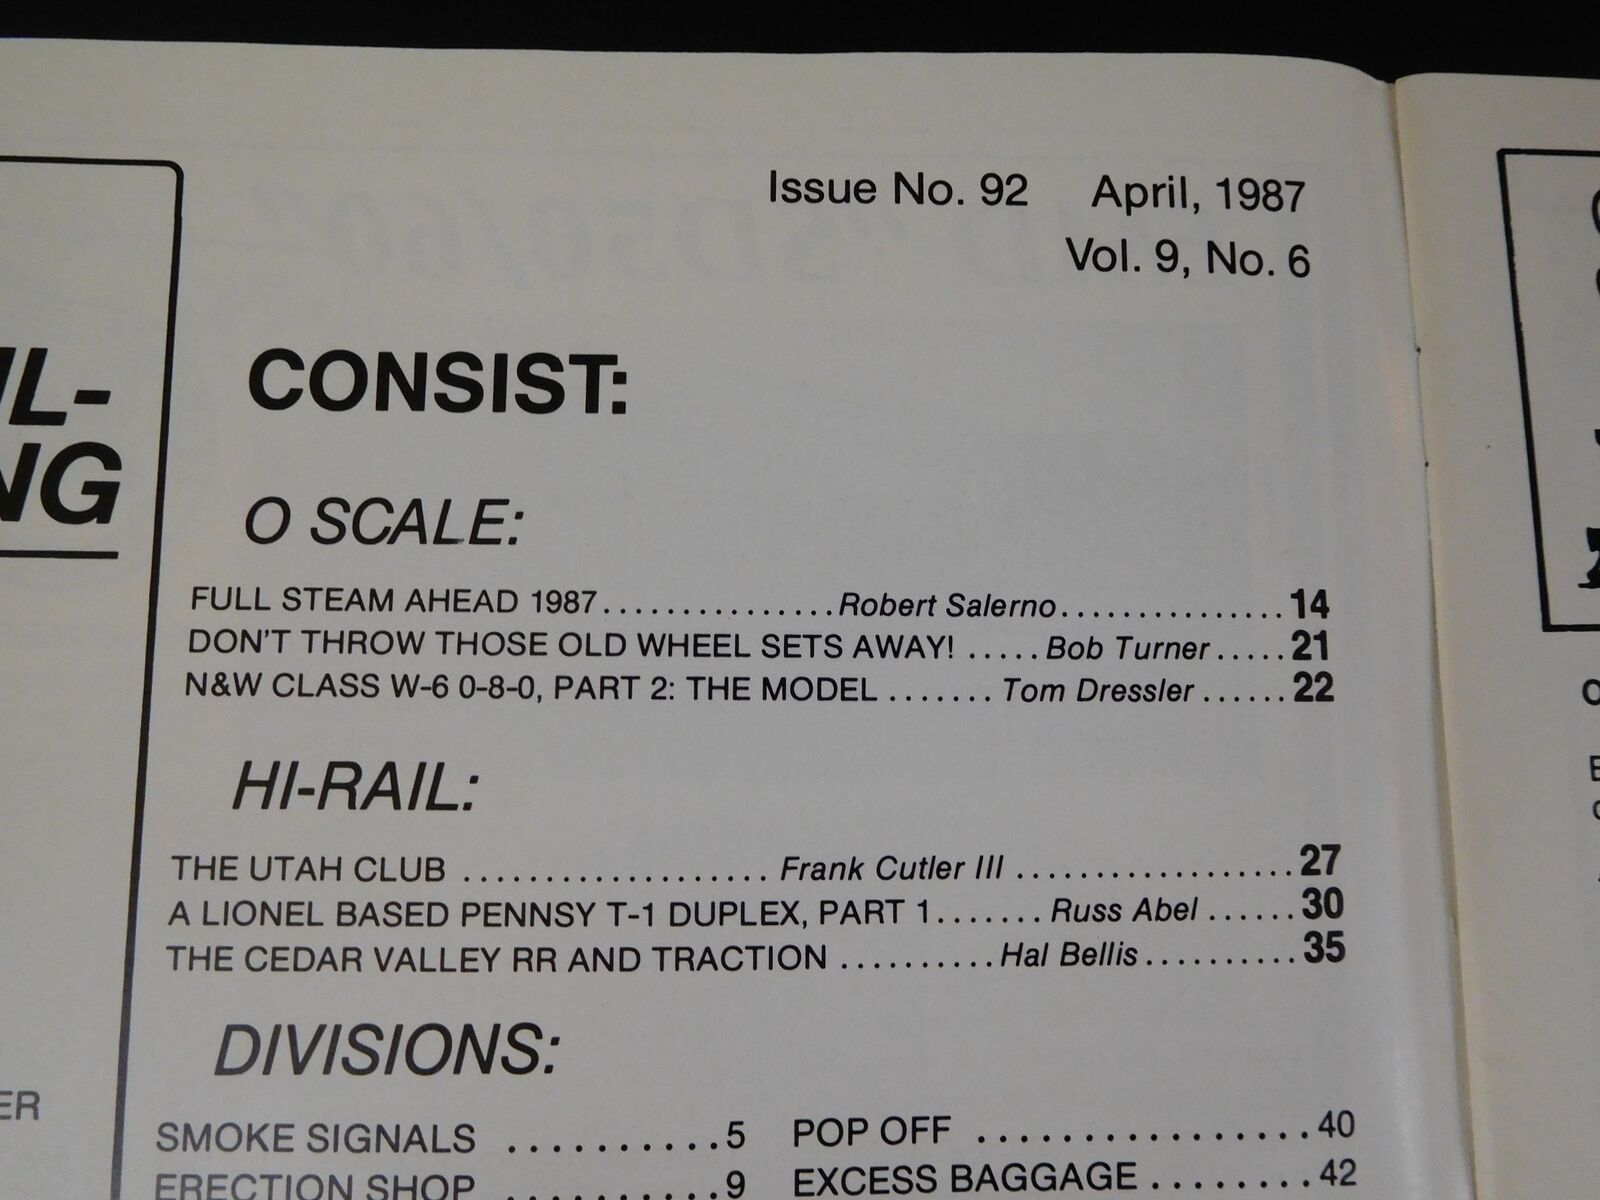 IL-
NG
ER
Issue No. 92 April, 1987
Vol. 9, No. 6
CONSIST:
O SCALE:
FULL STEAM AHEAD 1987...............Robert Salerno................14
DON'T THROW THOSE OLD WHEEL SETS AWAY! .....Bob Turner.....21
N&W CLASS W-6 0-8-0, PART 2: THE MODEL .......Tom Dressler ......22
HI-RAIL:
THE UTAH CLUB ...................Frank Cutler III ..................27
A LIONEL BASED PENNSY T-1 DUPLEX, PART 1.......Russ Abel ......30
THE CEDAR VALLEY RR AND TRACTION ..........Hal Bellis..........35
DIVISIONS:
SMOKE SIGNALS ..........5 POP OFF .................40
ERECTION SHOP ..........9 EXCESS BAGGAGE ........42